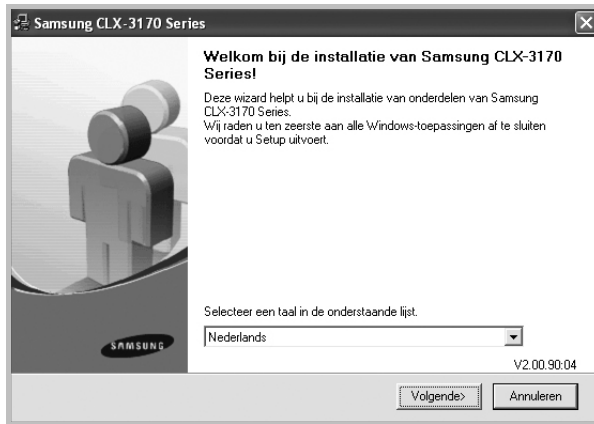 Samsung CLX-3170 Series
Welkom bij de installatie van Samsung CLX-3170
Series!
Deze wizard helpt u bij de installatie van onderdelen van Samsung
CLX-3170 Series.
Wij raden u ten zeerste aan alle Windows-toepassingen af te sluiten
voordat u Setup uitvoert.
Selecteer een taal in de onderstaande lijst.
Nederlands
SAMSUNG
V2.00.90:04
Volgende>
Annuleren